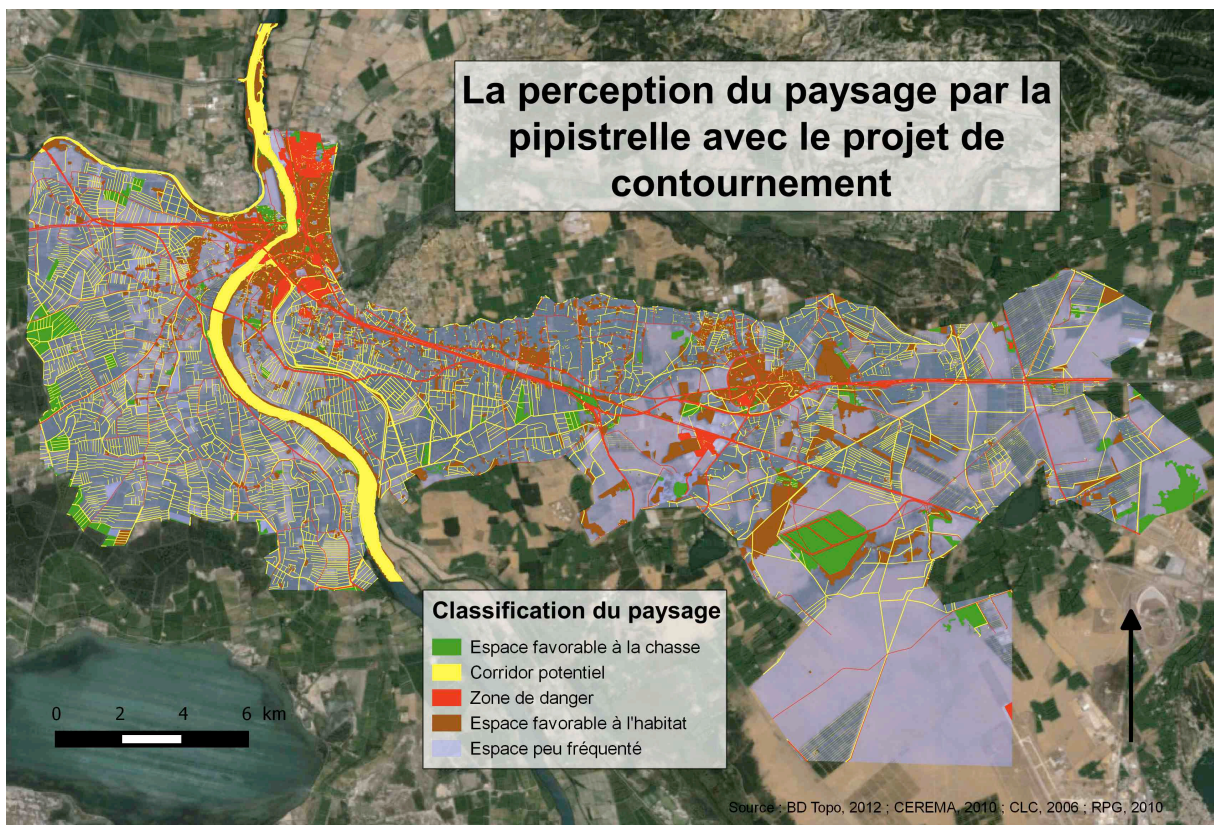 La perception du paysage par la
pipistrelle avec le projet de
contournement
Classification du paysage
Espace favorable à la chasse
Corridor potentiel
Zone de danger
Espace favorable à l'habitat
Espace peu fréquenté
0 2 4 6 km
Source : BD Topo, 2012 ; CEREMA, 2010 ; CLC, 2006 ; RPG, 2010